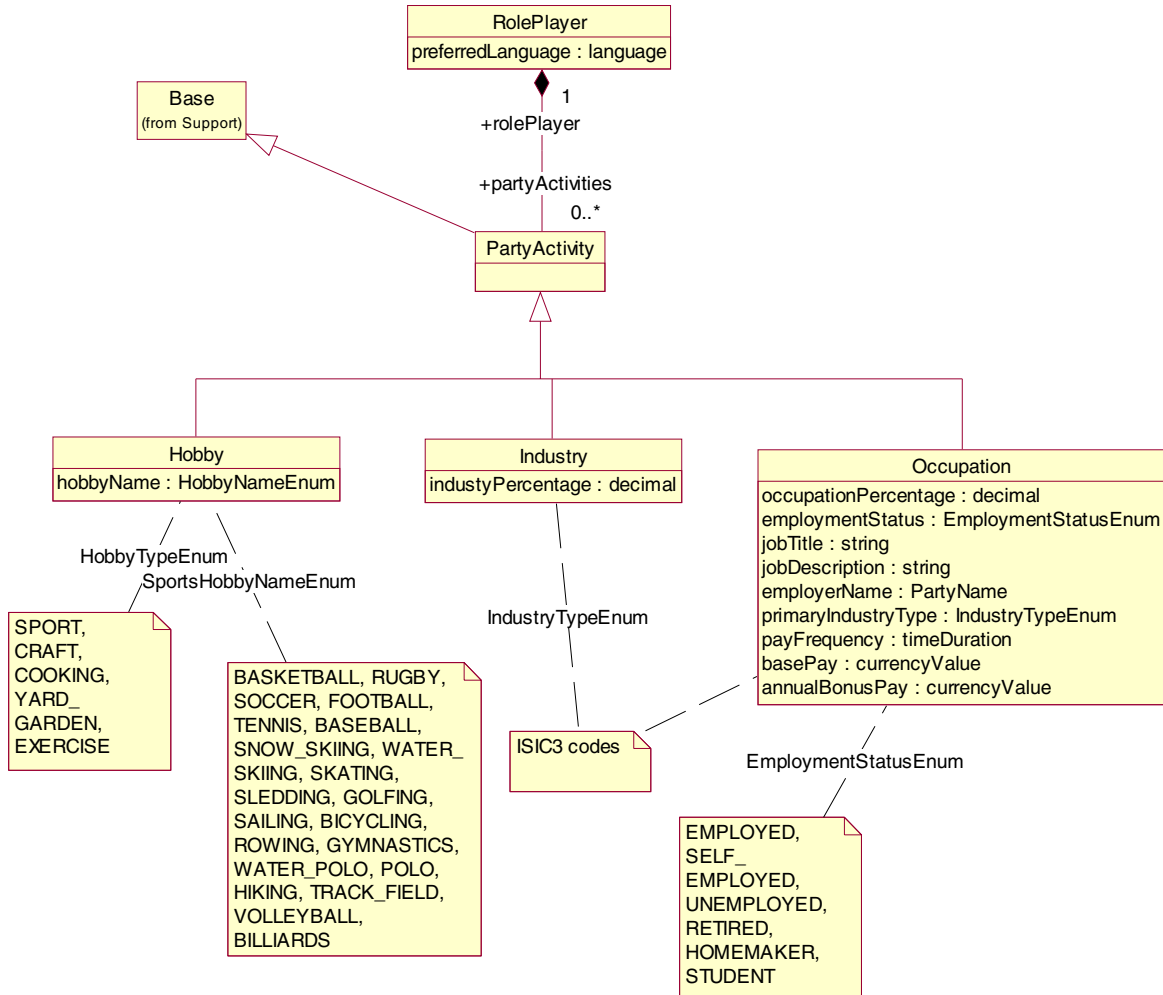 RolePlayer
preferredLanguage : language
Base
(from Support)
1
+rolePlayer
+partyActivities
0..*
PartyActivity
Hobby
hobbyName : HobbyNameEnum
Industry
industyPercentage : decimal
Occupation
occupationPercentage : decimal
employmentStatus : EmploymentStatusEnum
jobTitle : string
jobDescription : string
employerName : PartyName
primaryIndustryType : IndustryTypeEnum
payFrequency : timeDuration
basePay : currencyValue
annualBonusPay : currencyValue
HobbyTypeEnum
SportsHobbyNameEnum
IndustryTypeEnum
SPORT,
CRAFT,
COOKING,
YARD_
GARDEN,
EXERCISE
BASKETBALL, RUGBY,
SOCCER, FOOTBALL,
TENNIS, BASEBALL,
SNOW_SKIING, WATER_
SKIING, SKATING,
SLEDDING, GOLFING,
SAILING, BICYCLING,
ROWING, GYMNASTICS,
WATER_POLO, POLO,
HIKING, TRACK_FIELD,
VOLLEYBALL,
BILLIARDS
ISIC3 codes
EmploymentStatusEnum
EMPLOYED,
SELF_
EMPLOYED,
UNEMPLOYED,
RETIRED,
HOMEMAKER,
STUDENT